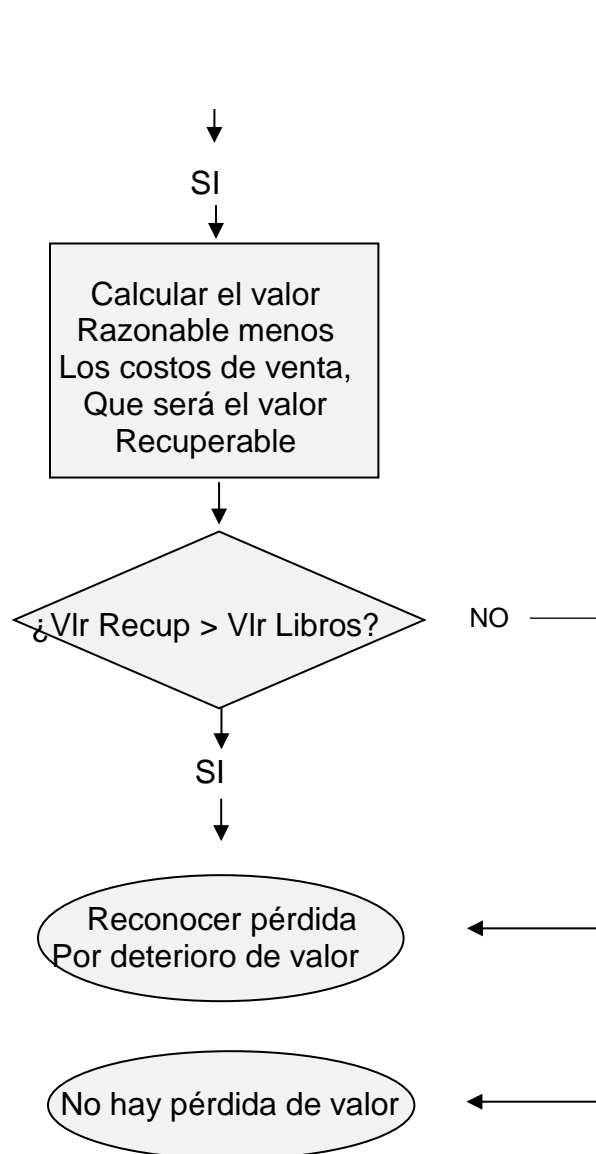 SI
Calcular el valor
Razonable menos
Los costos de venta,
Que será el valor
Recuperable
¿Vlr Recup > Vlr Libros?
NO
SI
Reconocer pérdida
Por deterioro de valor
No hay pérdida de valor